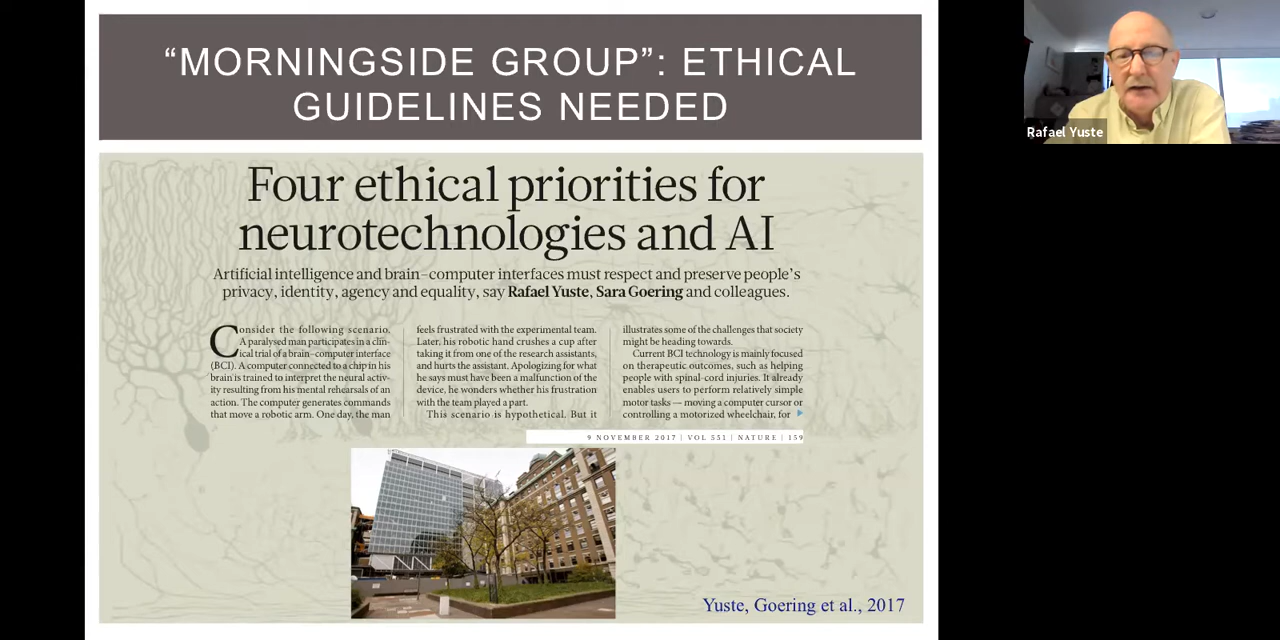 “MORNINGSIDE GROUP”: ETHICAL
GUIDELINES NEEDED
Four ethical priorities for
neurotechnologies and AI
Artificial intelligence and brain–computer interfaces must respect and preserve people’s
privacy, identity, agency and equality, say Rafael Yuste, Sara Goering and colleagues.
Consider the following scenario.
A paralysed man participates in a clin-
ical trial of a brain–computer interface
(BCI). A computer connected to a chip in his
brain is trained to interpret the neural activ-
ity resulting from his mental rehearsals of an
action. The computer generates commands
that move a robotic arm. One day, the man
feels frustrated with the experimental team.
Later, his robotic hand crushes a cup after
taking it from one of the research assistants,
and hurts the assistant. Apologizing for what
he says must have been a malfunction of the
device, he wonders whether his frustration
with the team played a part.
This scenario is hypothetical. But it
illustrates some of the challenges that society
might be heading towards.
Current BCI technology is mainly focused
on therapeutic outcomes, such as helping
people with spinal-cord injuries. It already
enables users to perform relatively simple
motor tasks — moving a computer cursor or
controlling a motorized wheelchair, for
9 NOVEMBER 2017 | VOL 551 | NATURE | 159
Yuste, Goering et al., 2017
Rafael Yuste